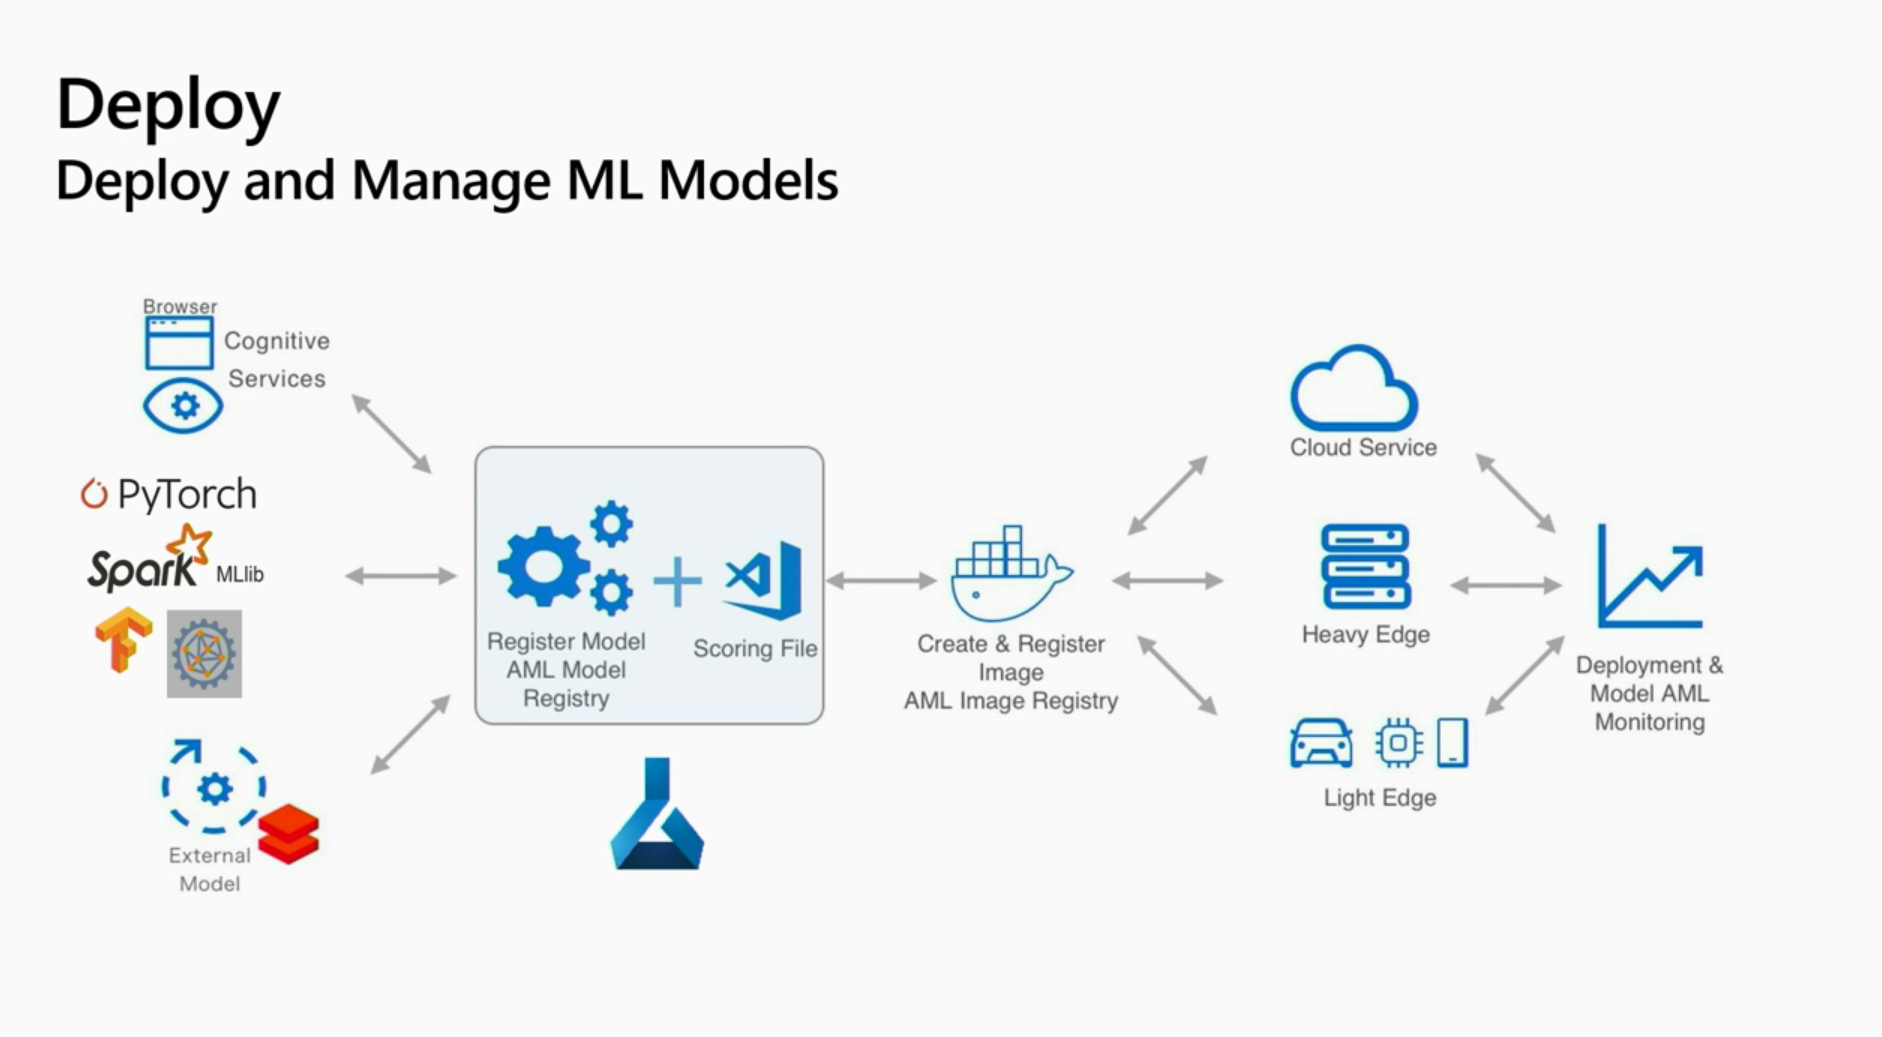 Deploy
Deploy and Manage ML Models
Browser
Cognitive
Services
PyTorch
Spark MLlib
External
Model
Register Model
AML Model
Registry
Scoring File
Create & Register
Image
AML Image Registry
Cloud Service
Heavy Edge
Light Edge
Deployment &
Model AML
Monitoring